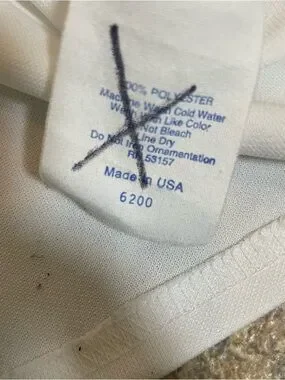 100% POLYESTER
Machine Wash Cold Water
Wash With Like Color
Do Not Bleach
Line Dry
Do Not Iron Ornamentation
RN 53157
Made in USA
6200